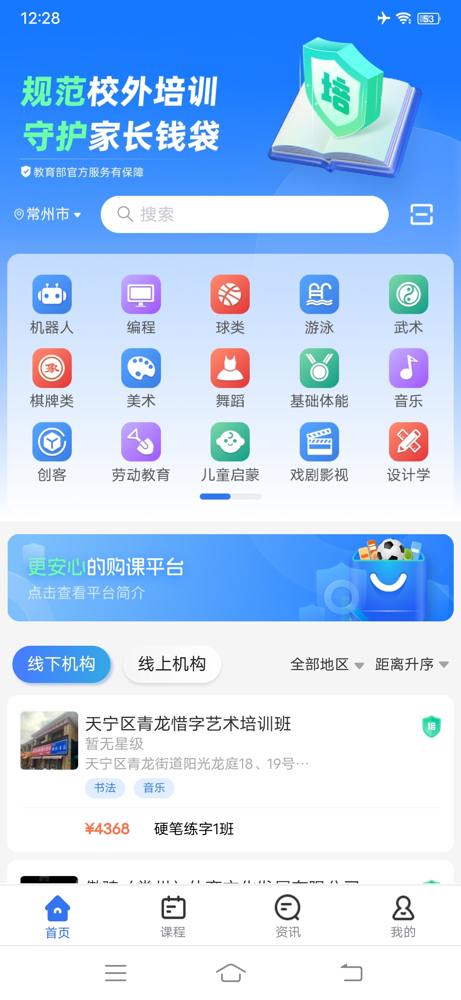 12:28
53
规范校外培训
守护家长钱袋
培
教育部官方服务有保障
常州市
搜索
机器人 编程 球类 游泳 武术
象
棋牌类 美术 舞蹈 基础体能 音乐
创客 劳动教育 儿童启蒙 戏剧影视 设计学
更安心的购课平台
点击查看平台简介
线下机构 线上机构 全部地区 距离升序
天宁区青龙惜字艺术培训班
培
暂无星级
天宁区青龙街道阳光龙庭18、19号…
书法 音乐
¥4368 硬笔练字1班
首页 课程 资讯 我的